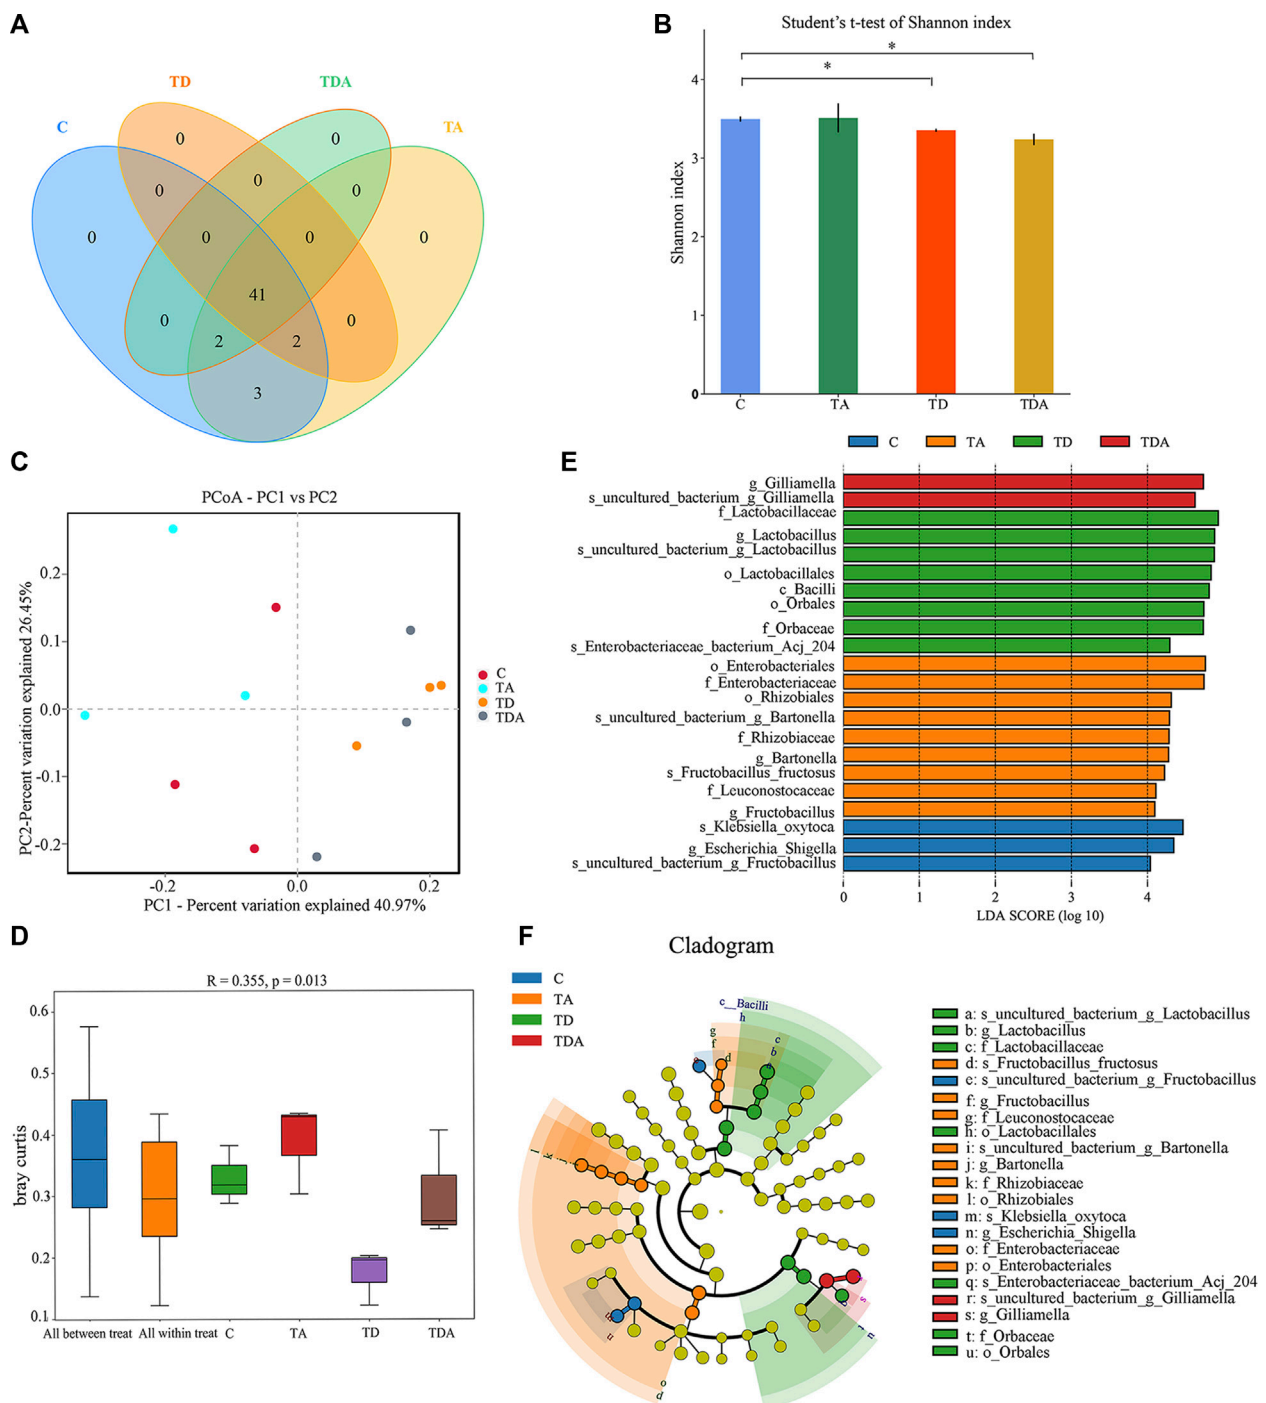 A
TD
TDA
C
TA
0
0
0
0
0
0
0
0
0
0
41
0
0
2
2
3
B
Student's t-test of Shannon index
*
*
Shannon index
4
3
2
1
0
C
TA
TD
TDA
C
PCoA - PC1 vs PC2
PC2-Percent variation explained 26.45%
0.2
0.1
0.0
-0.1
-0.2
-0.2
0.0
0.2
PC1 - Percent variation explained 40.97%
C
TA
TD
TDA
E
C
TA
TD
TDA
g_Gilliamella
s_uncultured_bacterium_g_Gilliamella
f_Lactobacillaceae
g_Lactobacillus
s_uncultured_bacterium_g_Lactobacillus
o_Lactobacillales
c_Bacilli
o_Orbales
f_Orbaceae
s_Enterobacteriaceae_bacterium_Acj_204
o_Enterobacteriales
f_Enterobacteriaceae
o_Rhizobiales
s_uncultured_bacterium_g_Bartonella
f_Rhizobiaceae
g_Bartonella
s_Fructobacillus_fructosus
f_Leuconostocaceae
g_Fructobacillus
s_Klebsiella_oxytoca
g_Escherichia_Shigella
s_uncultured_bacterium_g_Fructobacillus
0
1
2
3
4
LDA SCORE (log 10)
D
R = 0.355, p = 0.013
bray curtis
0.6
0.5
0.4
0.3
0.2
0.1
All between treat
All within treat
C
TA
TD
TDA
F
Cladogram
C
TA
TD
TDA
c__Bacilli
h
g
f
d
c
b
k
o
a: s_uncultured_bacterium_g_Lactobacillus
b: g_Lactobacillus
c: f_Lactobacillaceae
d: s_Fructobacillus_fructosus
e: s_uncultured_bacterium_g_Fructobacillus
f: g_Fructobacillus
g: f_Leuconostocaceae
h: o_Lactobacillales
i: s_uncultured_bacterium_g_Bartonella
j: g_Bartonella
k: f_Rhizobiaceae
l: o_Rhizobiales
m: s_Klebsiella_oxytoca
n: g_Escherichia_Shigella
o: f_Enterobacteriaceae
p: o_Enterobacteriales
q: s_Enterobacteriaceae_bacterium_Acj_204
r: s_uncultured_bacterium_g_Gilliamella
s: g_Gilliamella
t: f_Orbaceae
u: o_Orbales